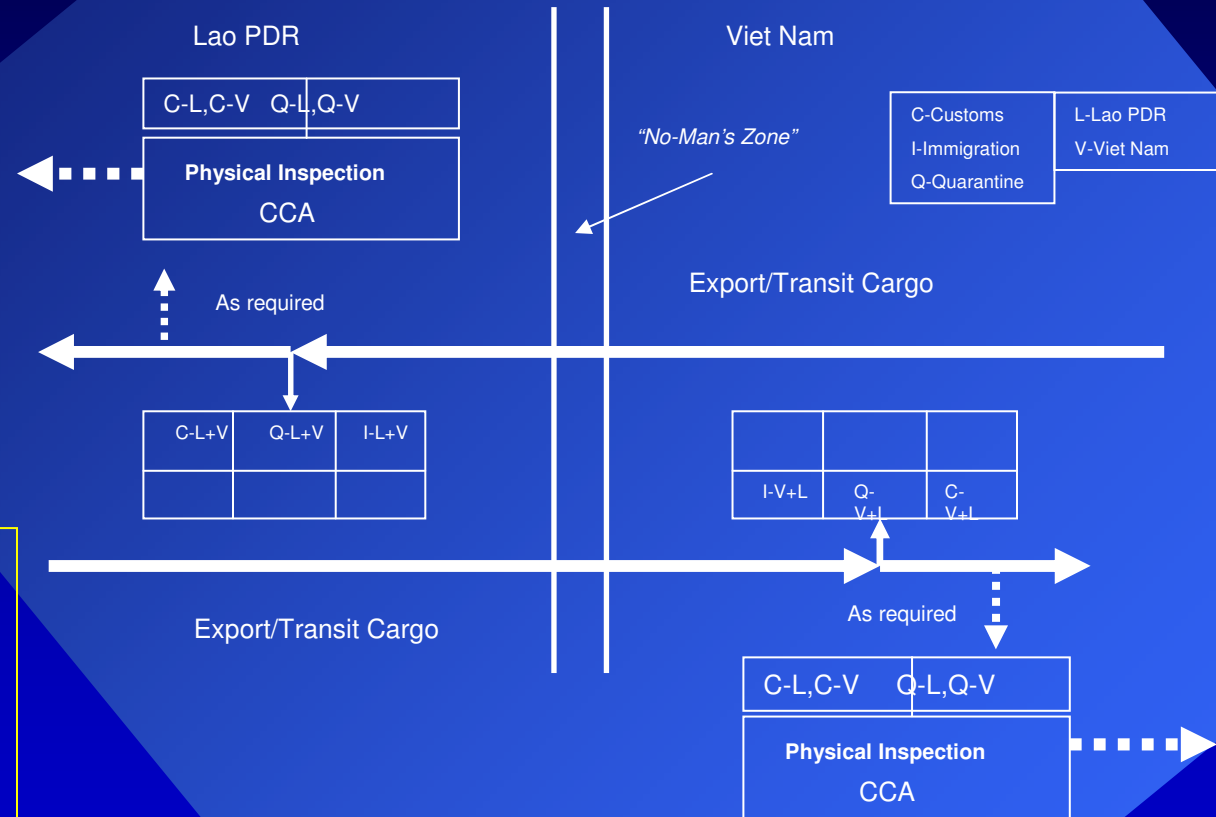 Lao PDR
Viet Nam
C-L,C-V Q-L,Q-V
Physical Inspection
CCA
“No-Man’s Zone”
C-Customs
I-Immigration
Q-Quarantine
L-Lao PDR
V-Viet Nam
As required
Export/Transit Cargo
C-L+V
Q-L+V
I-L+V
I-V+L
Q-
V+L
C-
V+L
Export/Transit Cargo
As required
C-L,C-V Q-L,Q-V
Physical Inspection
CCA